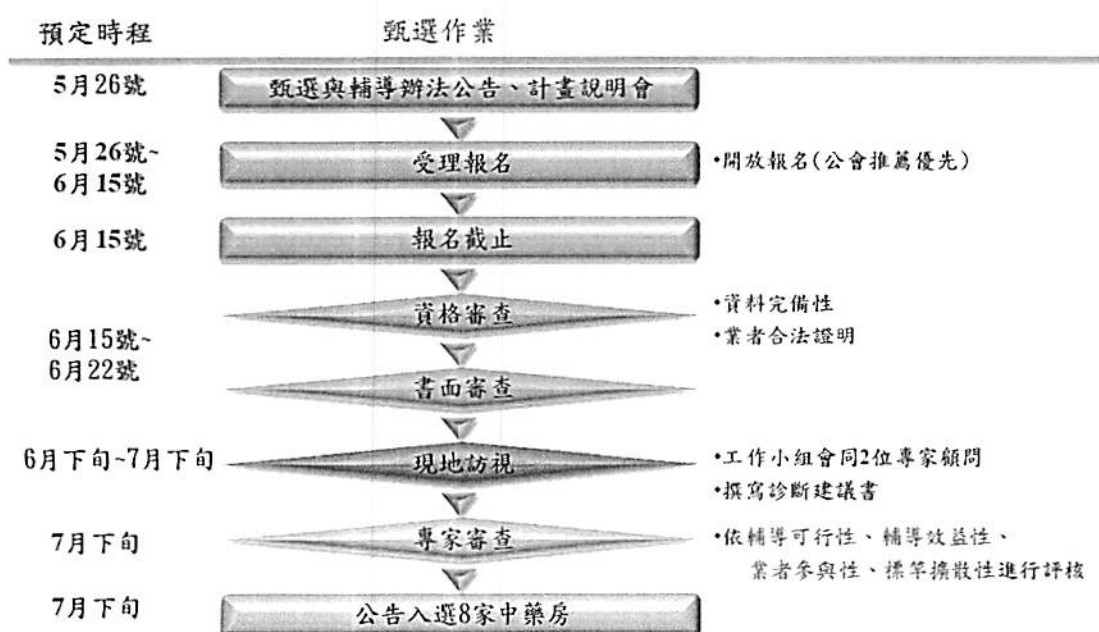 預定時程 甄選作業
5月26號 甄選與輔導辦法公告、計畫說明會
5月26號~
6月15號
受理報名 •開放報名(公會推薦優先)
6月15號 報名截止
6月15號~
6月22號
資格審查
•資料完備性
•業者合法證明
書面審查
6月下旬~7月下旬 現地訪視
•工作小組會同2位專家顧問
•撰寫診斷建議書
7月下旬 專家審查
•依輔導可行性、輔導效益性、
業者參與性、標竿擴散性進行評核
7月下旬 公告入選8家中藥房